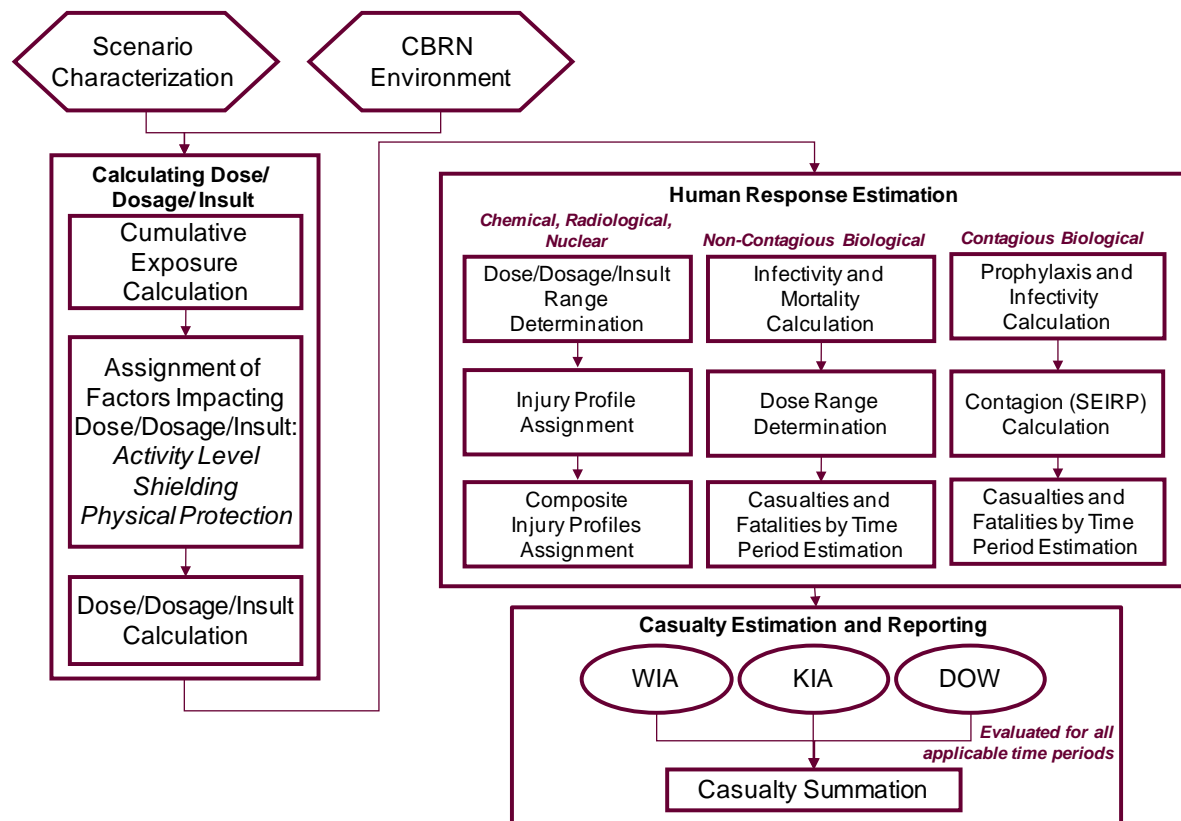 Scenario
Characterization
CBRN
Environment
Calculating Dose/
Dosage/ Insult
Cumulative
Exposure
Calculation
Assignment of
Factors Impacting
Dose/Dosage/Insult:
Activity Level
Shielding
Physical Protection
Dose/Dosage/Insult
Calculation
Human Response Estimation
Chemical, Radiological,
Nuclear
Dose/Dosage/Insult
Range
Determination
Injury Profile
Assignment
Composite
Injury Profiles
Assignment
Non-Contagious Biological
Infectivity and
Mortality
Calculation
Dose Range
Determination
Casualties and
Fatalities by Time
Period Estimation
Contagious Biological
Prophylaxis and
Infectivity
Calculation
Contagion (SEIRP)
Calculation
Casualties and
Fatalities by Time
Period Estimation
Casualty Estimation and Reporting
WIA
KIA
DOW
Evaluated for all
applicable time periods
Casualty Summation